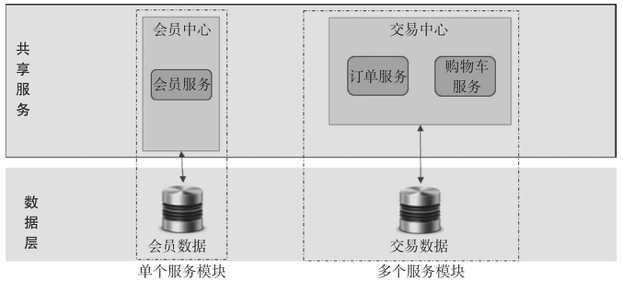 共享服务
会员中心
会员服务
交易中心
订单服务
购物车
服务
数据层
会员数据
交易数据
单个服务模块
多个服务模块